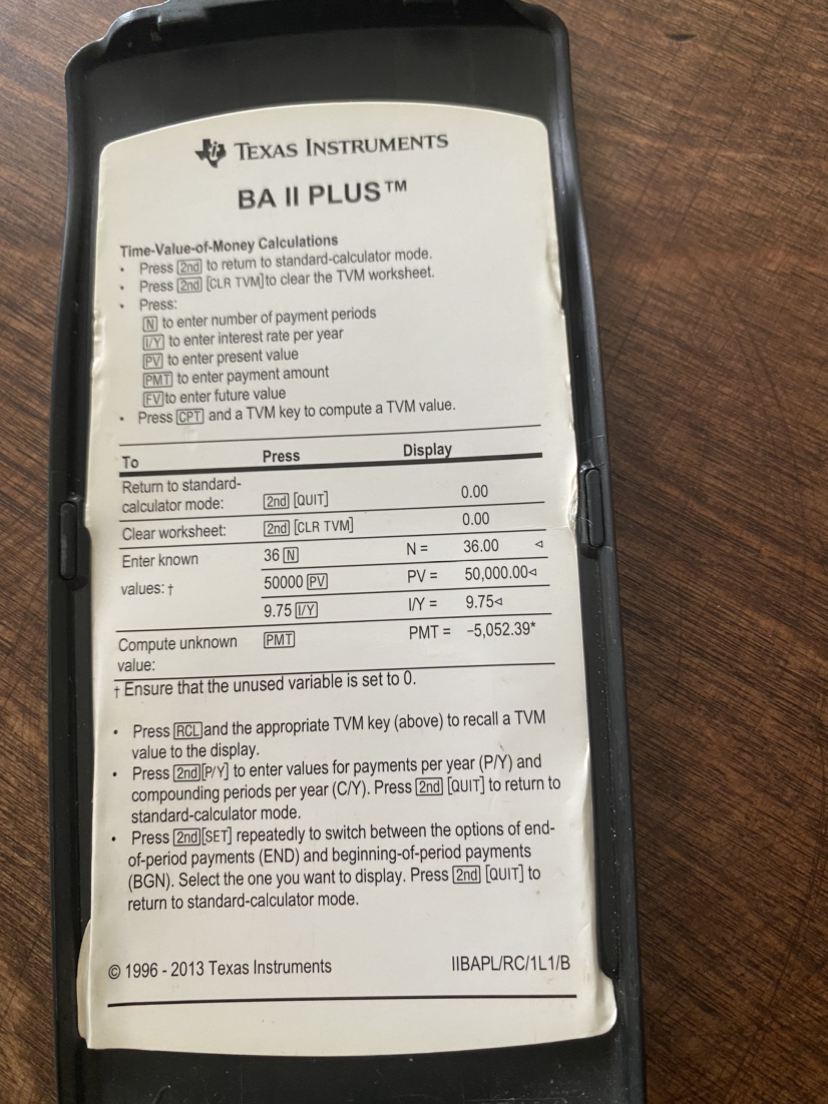 TEXAS INSTRUMENTS
BA II PLUS™
Time-Value-of-Money Calculations
• Press 2nd to return to standard-calculator mode.
• Press 2nd [CLR TVM]to clear the TVM worksheet.
• Press:
N to enter number of payment periods
I/Y to enter interest rate per year
PV to enter present value
PMT to enter payment amount
FV to enter future value
• Press CPT and a TVM key to compute a TVM value.
To Press Display
Return to standard-
calculator mode: 2nd [QUIT] 0.00
Clear worksheet: 2nd [CLR TVM] 0.00
Enter known 36 N N = 36.00 ◁
values: † 50000 PV PV = 50,000.00◁
9.75 I/Y I/Y = 9.75◁
Compute unknown PMT PMT = –5,052.39*
value:
† Ensure that the unused variable is set to 0.
• Press RCL and the appropriate TVM key (above) to recall a TVM
value to the display.
• Press 2nd [P/Y] to enter values for payments per year (P/Y) and
compounding periods per year (C/Y). Press 2nd [QUIT] to return to
standard-calculator mode.
• Press 2nd [SET] repeatedly to switch between the options of end-
of-period payments (END) and beginning-of-period payments
(BGN). Select the one you want to display. Press 2nd [QUIT] to
return to standard-calculator mode.
© 1996 - 2013 Texas Instruments IIBAPL/RC/1L1/B